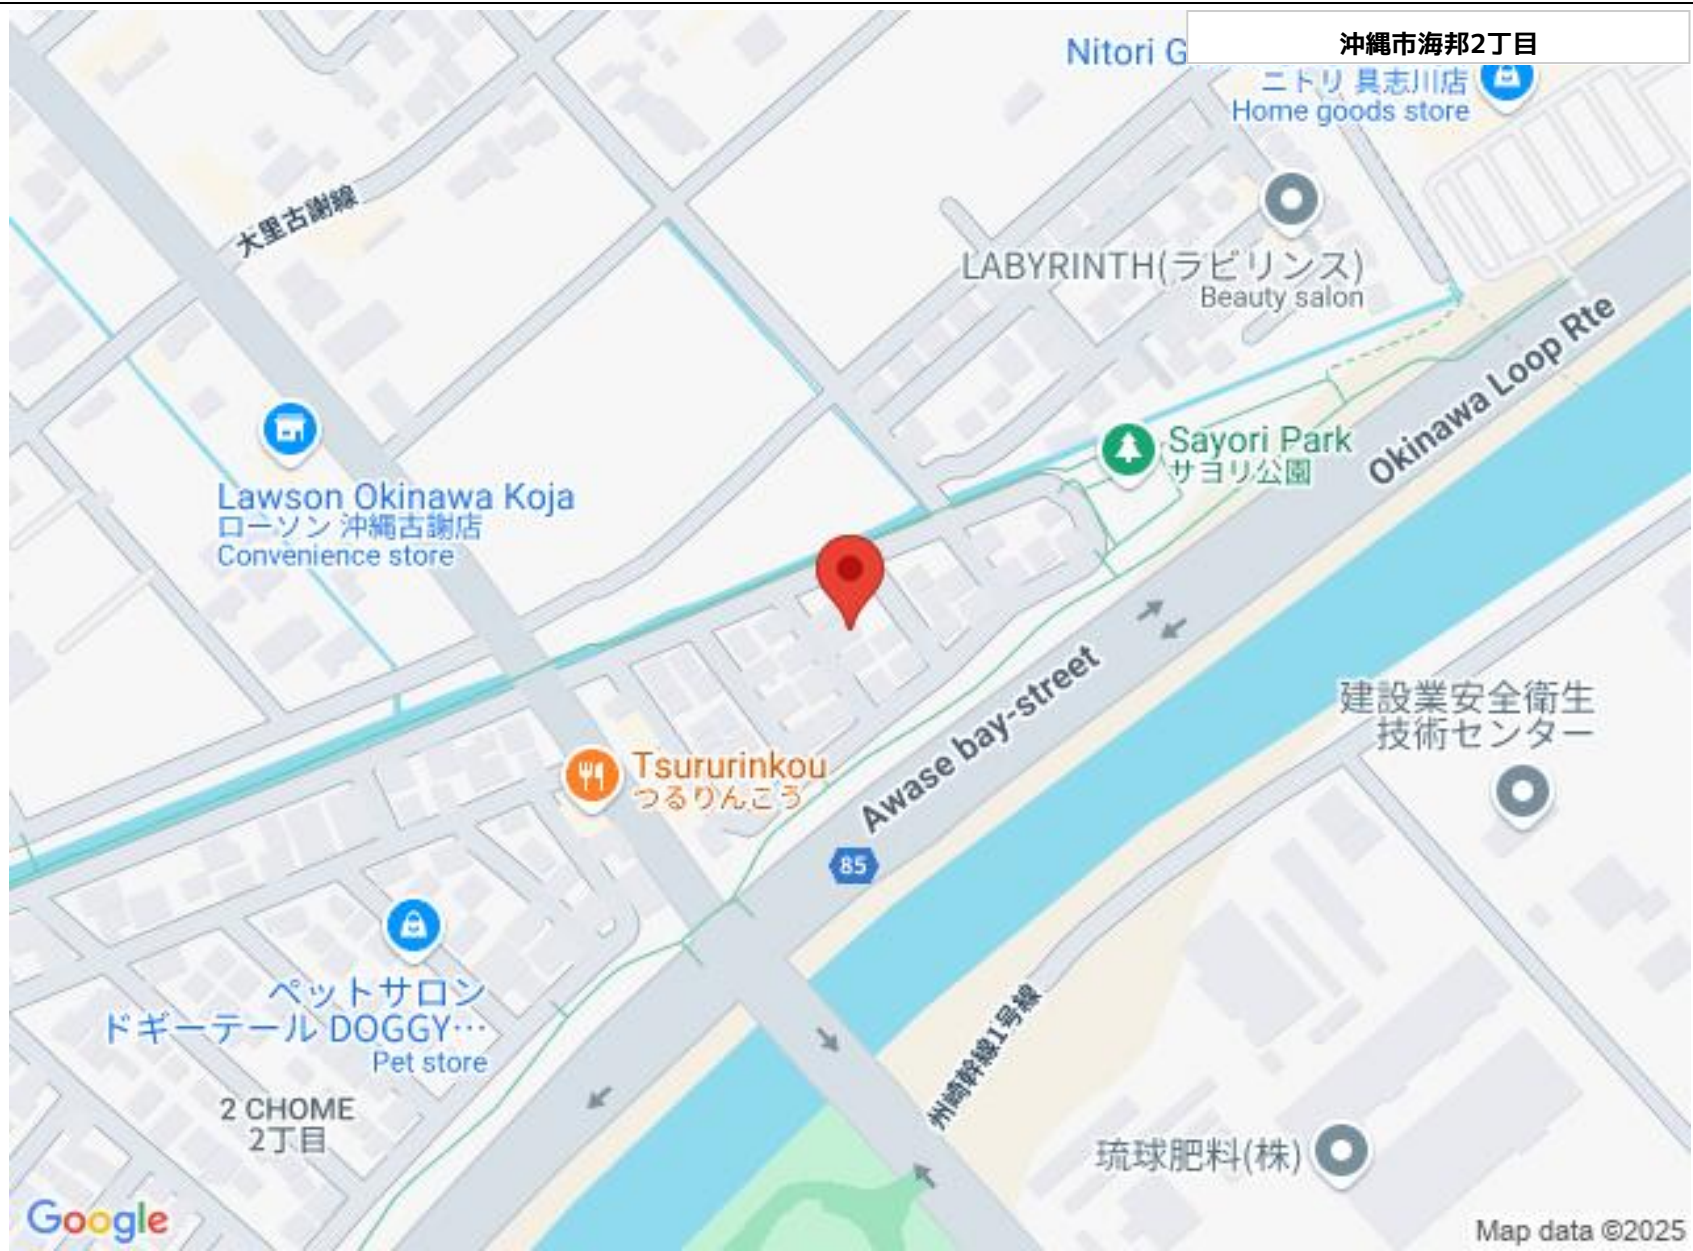 沖縄市海邦2丁目
Nitori G
ニトリ 具志川店
Home goods store
大里古謝線
LABYRINTH(ラビリンス)
Beauty salon
Okinawa Loop Rte
Sayori Park
サヨリ公園
Lawson Okinawa Koja
ローソン 沖縄古謝店
Convenience store
Awase bay-street
建設業安全衛生
技術センター
Tsururinkou
つるりんこう
85
ペットサロン
ドギーテール DOGGY…
Pet store
州崎幹線1号線
2 CHOME
2丁目
琉球肥料(株)
Google
Map data ©2025